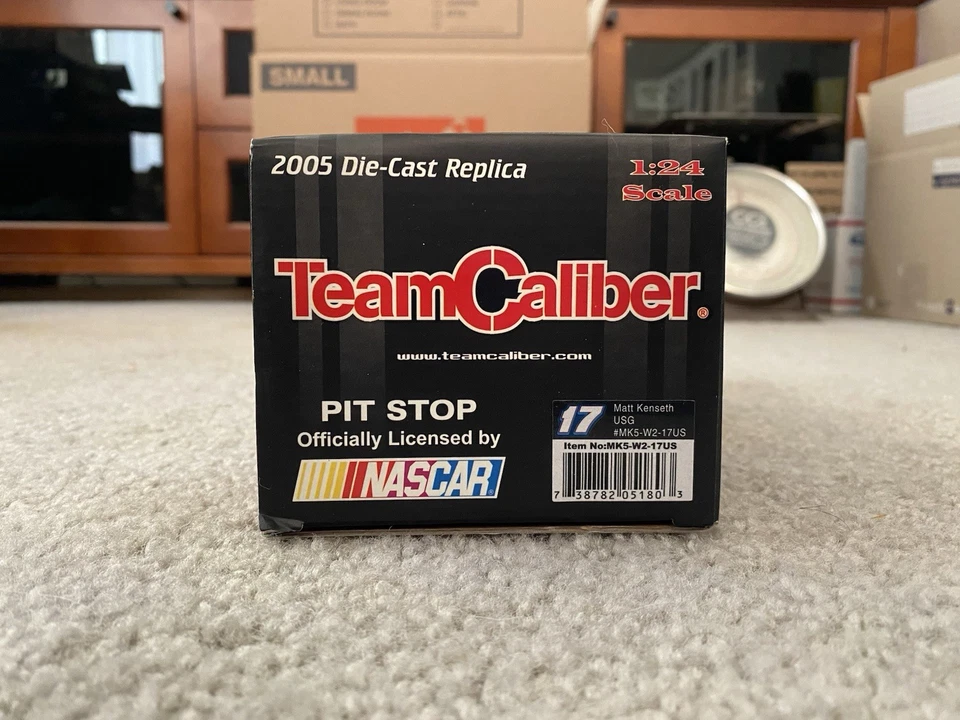 SMALL
2005 Die-Cast Replica
1:24
Scale
TeamCaliber®
www.teamcaliber.com
PIT STOP
Officially Licensed by
NASCAR®
17
Matt Kenseth
USG
#MK5-W2-17US
Item No:MK5-W2-17US
7 38782 05180 3